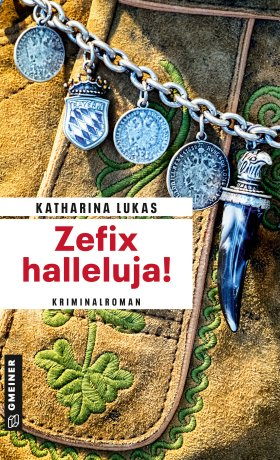 KATHARINA LUKAS
Zefix
halleluja!
KRIMINALROMAN
GMEINER